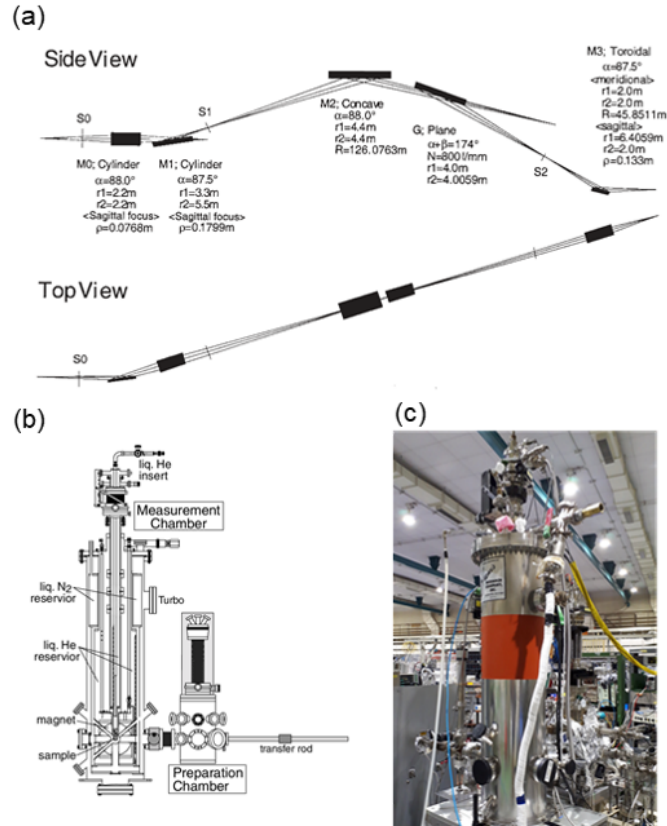 (a)
Side View
S0
S1
M0; Cylinder
α=88.0°
r1=2.2m
r2=2.2m
<Sagittal focus>
ρ=0.0768m
M1; Cylinder
α=87.5°
r1=3.3m
r2=5.5m
<Sagittal focus>
ρ=0.1799m
M2; Concave
α=88.0°
r1=4.4m
r2=4.4m
R=126.0763m
G; Plane
α+β=174°
N=800l/mm
r1=4.0m
r2=4.0059m
S2
M3; Toroidal
α=87.5°
<meridional>
r1=2.0m
r2=2.0m
R=45.8511m
<sagittal>
r1=6.4059m
r2=2.0m
ρ=0.133m
Top View
S0
(b)
liq. He
insert
Measurement
Chamber
liq. N2
reservior
Turbo
liq. He
reservior
magnet
sample
transfer rod
Preparation
Chamber
(c)